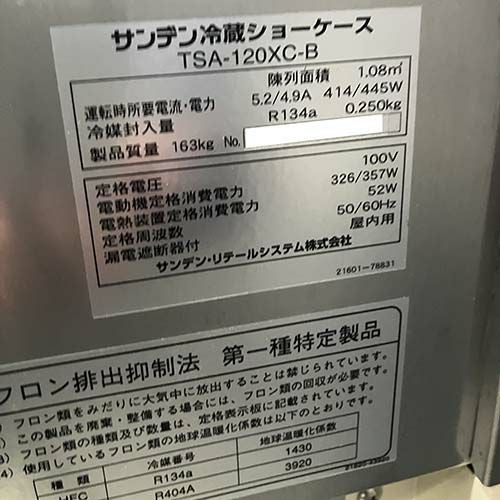 サンデン冷蔵ショーケース
TSA-120XC-B
陳列面積 1.08㎡
運転時所要電流・電力 5.2/4.9A 414/445W
冷媒封入量 R134a 0.250kg
製品質量 163kg No.
定格電圧 100V
電動機定格消費電力 326/357W
電熱装置定格消費電力 52W
定格周波数 50/60Hz
漏電遮断器付 屋内用
サンデン・リテールシステム株式会社
21601-78831
フロン排出抑制法 第一種特定製品
フロン類をみだりに大気中に放出することは禁じられています。
この製品を廃棄・整備する場合には、フロン類の回収が必要です。
フロン類の種類及び数量は、定格表示板に記載されています。
4) 使用しているフロン類の地球温暖化係数は以下のとおりです。
種類 冷媒番号 地球温暖化係数
HFC R134a 1430
R404A 3920